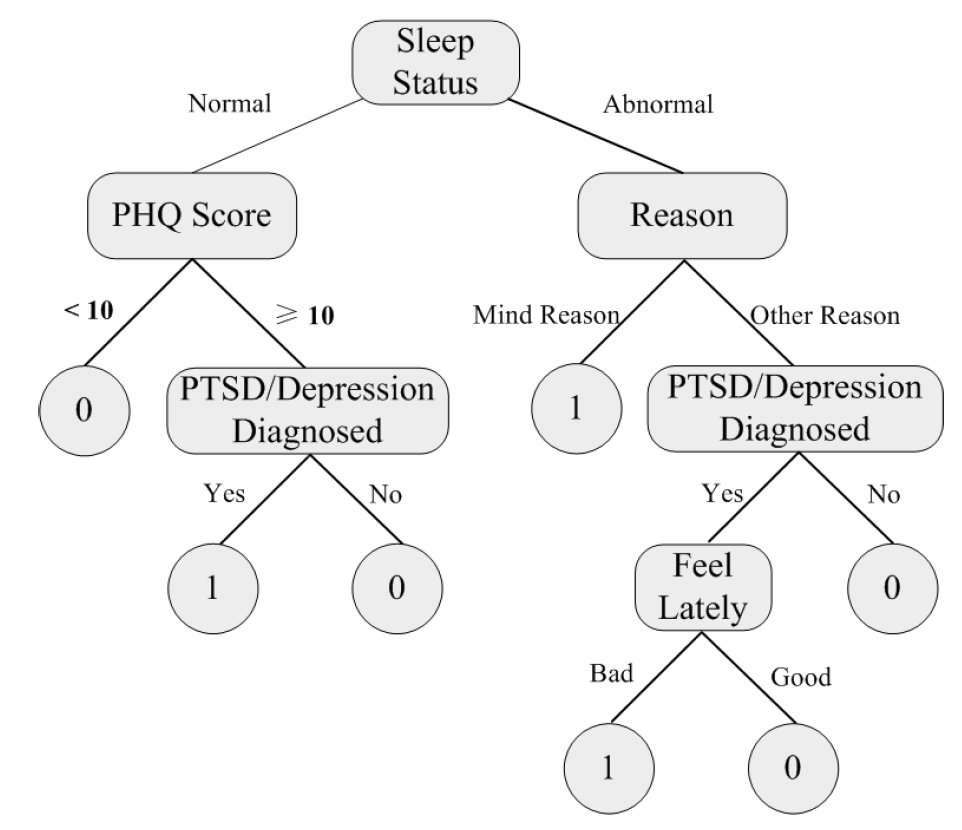 Sleep
Status
Normal
Abnormal
PHQ Score
Reason
< 10
≥ 10
Mind Reason
Other Reason
0
PTSD/Depression
Diagnosed
1
PTSD/Depression
Diagnosed
Yes
No
Yes
No
1
0
Feel
Lately
0
Bad
Good
1
0